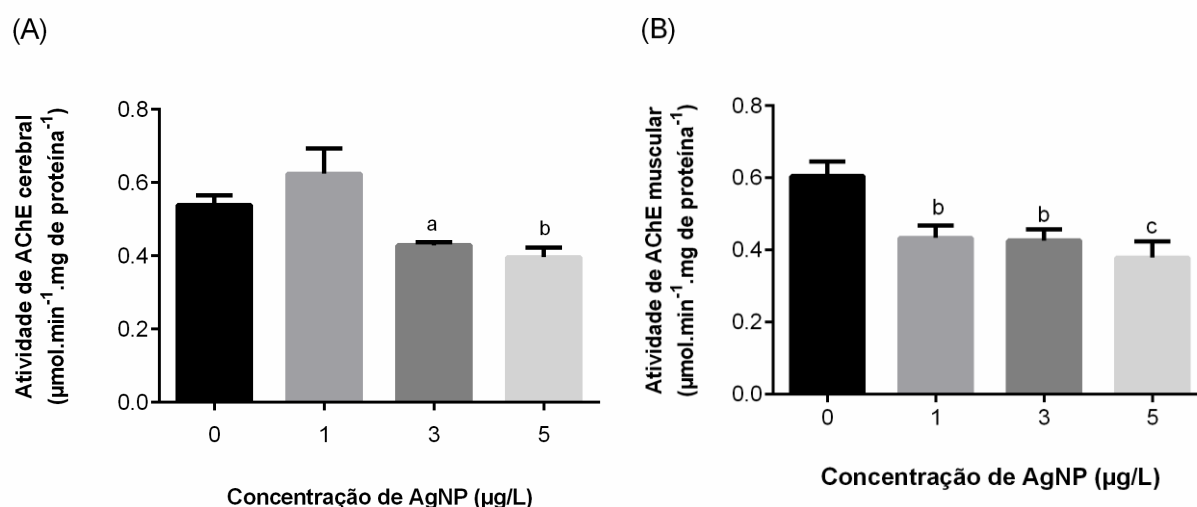 (A)
Atividade de AChE cerebral
(µmol.min⁻¹.mg de proteína⁻¹)
0.8
0.6
0.4
0.2
0.0
a
b
0 1 3 5
Concentração de AgNP (µg/L)
(B)
Atividade de AChE muscular
(µmol.min⁻¹.mg de proteína⁻¹)
0.8
0.6
0.4
0.2
0.0
b
b
c
0 1 3 5
Concentração de AgNP (µg/L)